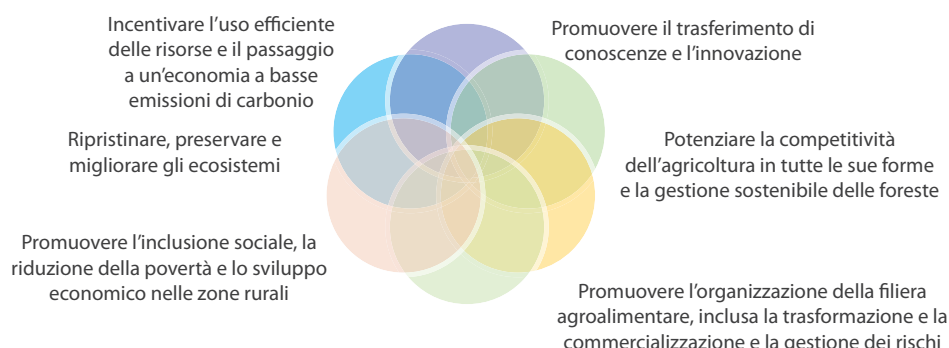 Incentivare l'uso efficiente
delle risorse e il passaggio
a un'economia a basse
emissioni di carbonio
Promuovere il trasferimento di
conoscenze e l'innovazione
Ripristinare, preservare e
migliorare gli ecosistemi
Potenziare la competitività
dell'agricoltura in tutte le sue forme
e la gestione sostenibile delle foreste
Promuovere l'inclusione sociale, la
riduzione della povertà e lo sviluppo
economico nelle zone rurali
Promuovere l'organizzazione della filiera
agroalimentare, inclusa la trasformazione e la
commercializzazione e la gestione dei rischi